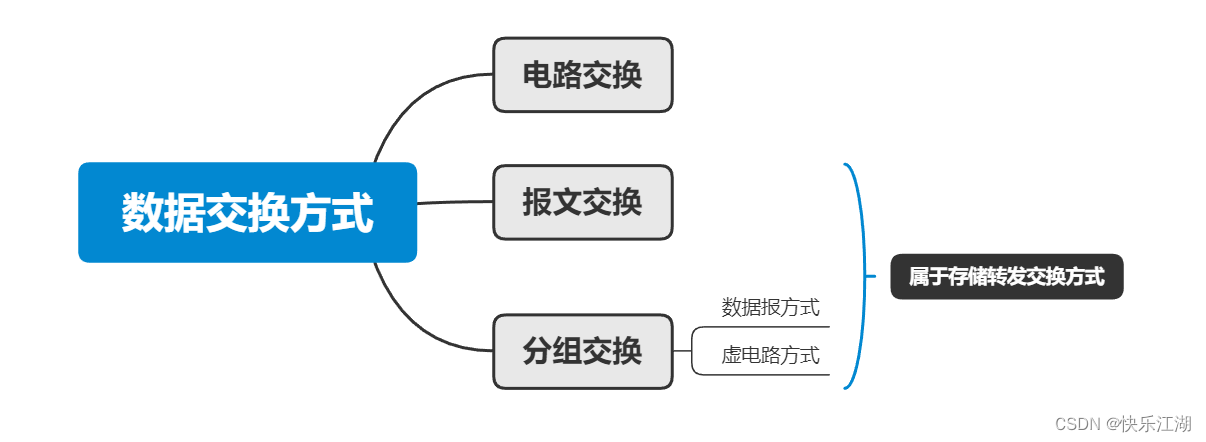 电路交换
数据交换方式
报文交换
属于存储转发交换方式
数据报方式
分组交换
虚电路方式
CSDN @快乐江湖